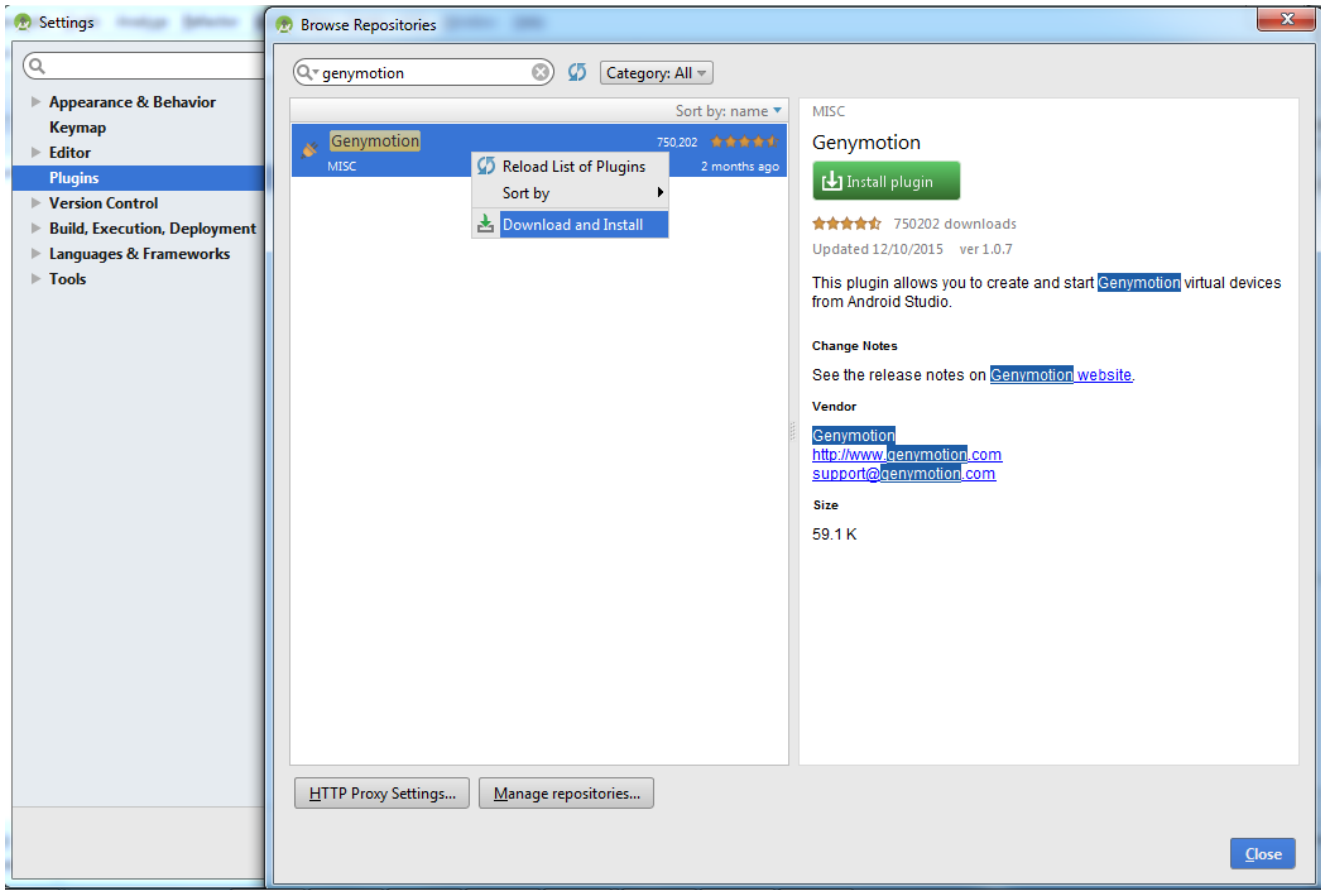 Settings
Appearance & Behavior
Keymap
Editor
Plugins
Version Control
Build, Execution, Deployment
Languages & Frameworks
Tools
Browse Repositories
genymotion
Category: All
Sort by: name
Genymotion
750,202
MISC
2 months ago
Reload List of Plugins
Sort by
Download and Install
MISC
Genymotion
Install plugin
750202 downloads
Updated 12/10/2015 ver 1.0.7
This plugin allows you to create and start Genymotion virtual devices
from Android Studio.
Change Notes
See the release notes on Genymotion website.
Vendor
Genymotion
http://www.genymotion.com
support@genymotion.com
Size
59.1 K
HTTP Proxy Settings...
Manage repositories...
Close